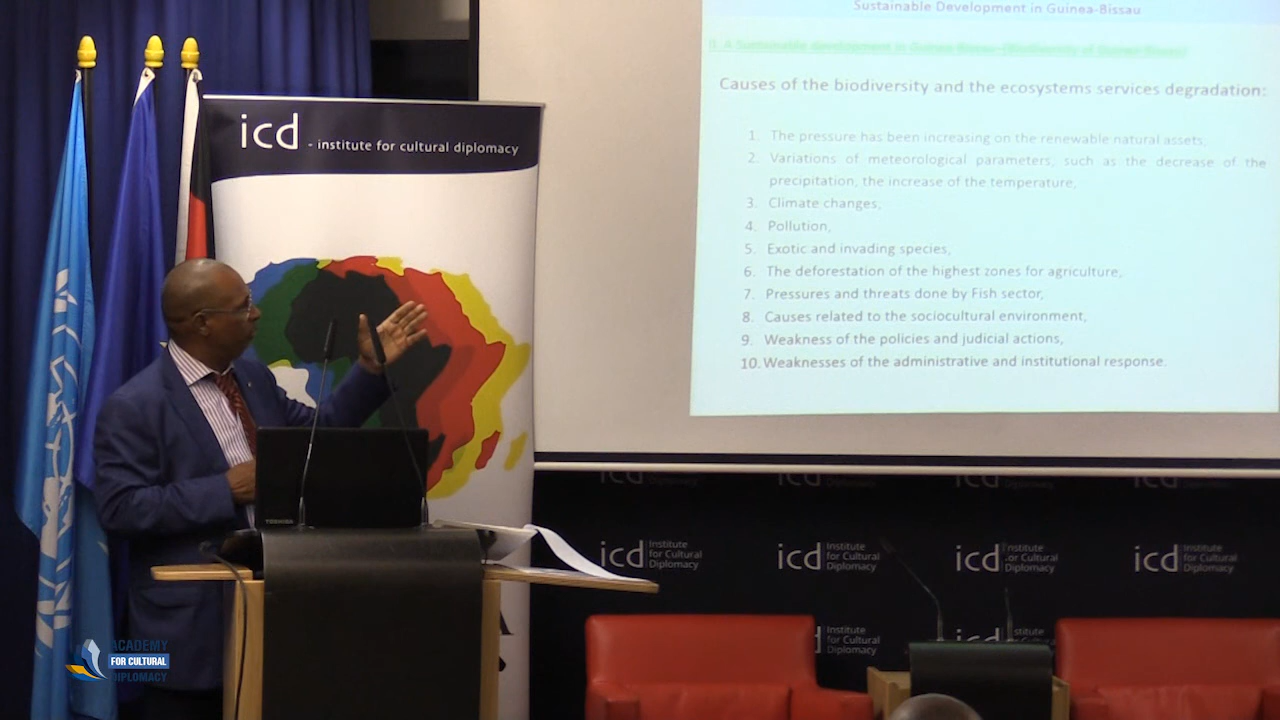 Sustainable Development in Guinea-Bissau
Causes of the biodiversity and the ecosystems services degradation:
1. The pressure has been increasing on the renewable natural assets,
2. Variations of meteorological parameters, such as the decrease of the
precipitation, the increase of the temperature,
3. Climate changes,
4. Pollution,
5. Exotic and invading species,
6. The deforestation of the highest zones for agriculture,
7. Pressures and threats done by Fish sector,
8. Causes related to the sociocultural environment,
9. Weakness of the policies and judicial actions,
10. Weaknesses of the administrative and institutional response.
icd - institute for cultural diplomacy
TOSHIBA
icd Institute
for Cultural
Diplomacy
icd Institute
for Cultural
Diplomacy
icd Institute
for Cultural
Diplomacy
icd Institute
for Cultural
Diplomacy
Institute
for Cultural
Diplomacy
ACADEMY
FOR CULTURAL
DIPLOMACY